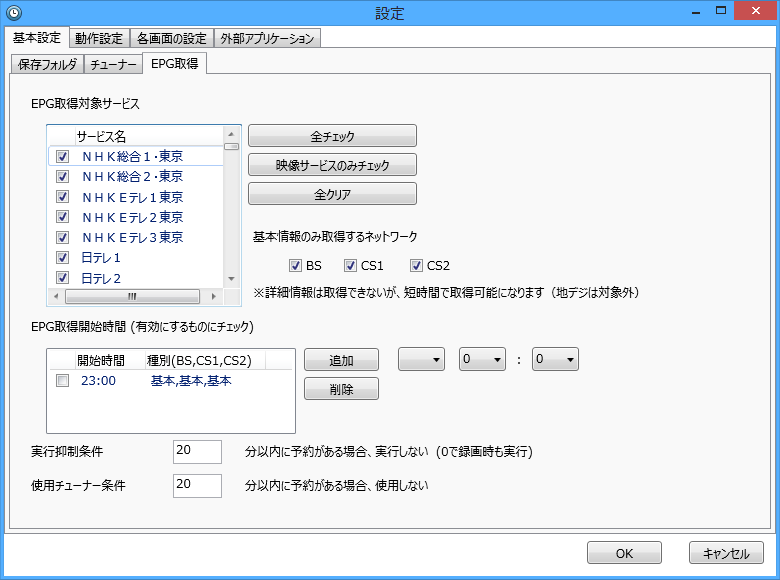 設定
基本設定 動作設定 各画面の設定 外部アプリケーション
保存フォルダ チューナー EPG取得
EPG取得対象サービス
サービス名
ＮＨＫ総合１・東京
ＮＨＫ総合２・東京
ＮＨＫＥテレ１東京
ＮＨＫＥテレ２東京
ＮＨＫＥテレ３東京
日テレ１
日テレ２
全チェック
映像サービスのみチェック
全クリア
基本情報のみ取得するネットワーク
BS CS1 CS2
※詳細情報は取得できないが、短時間で取得可能になります（地デジは対象外）
EPG取得開始時間 (有効にするものにチェック)
開始時間 種別(BS,CS1,CS2)
23:00 基本,基本,基本
追加 0 : 0
削除
実行抑制条件 20 分以内に予約がある場合、実行しない (0で録画時も実行)
使用チューナー条件 20 分以内に予約がある場合、使用しない
OK キャンセル